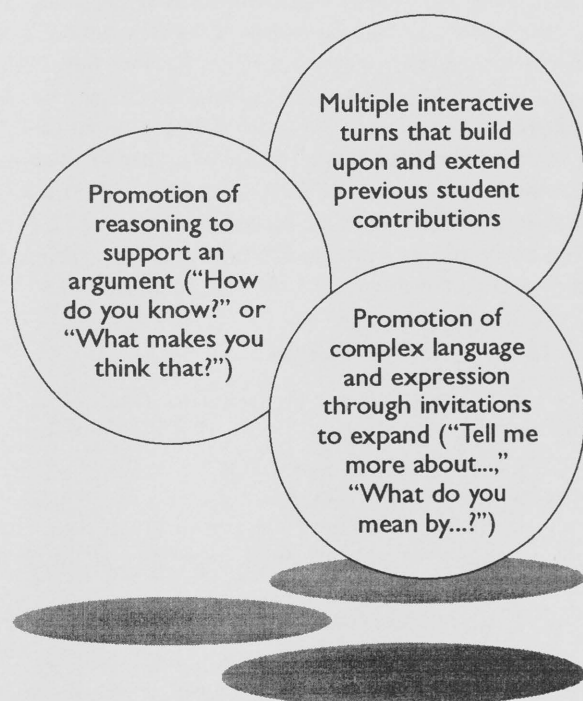 Multiple interactive
turns that build
upon and extend
previous student
contributions
Promotion of
reasoning to
support an
argument (“How
do you know?” or
“What makes you
think that?”)
Promotion of
complex language
and expression
through invitations
to expand (“Tell me
more about...,”
“What do you
mean by...?”)